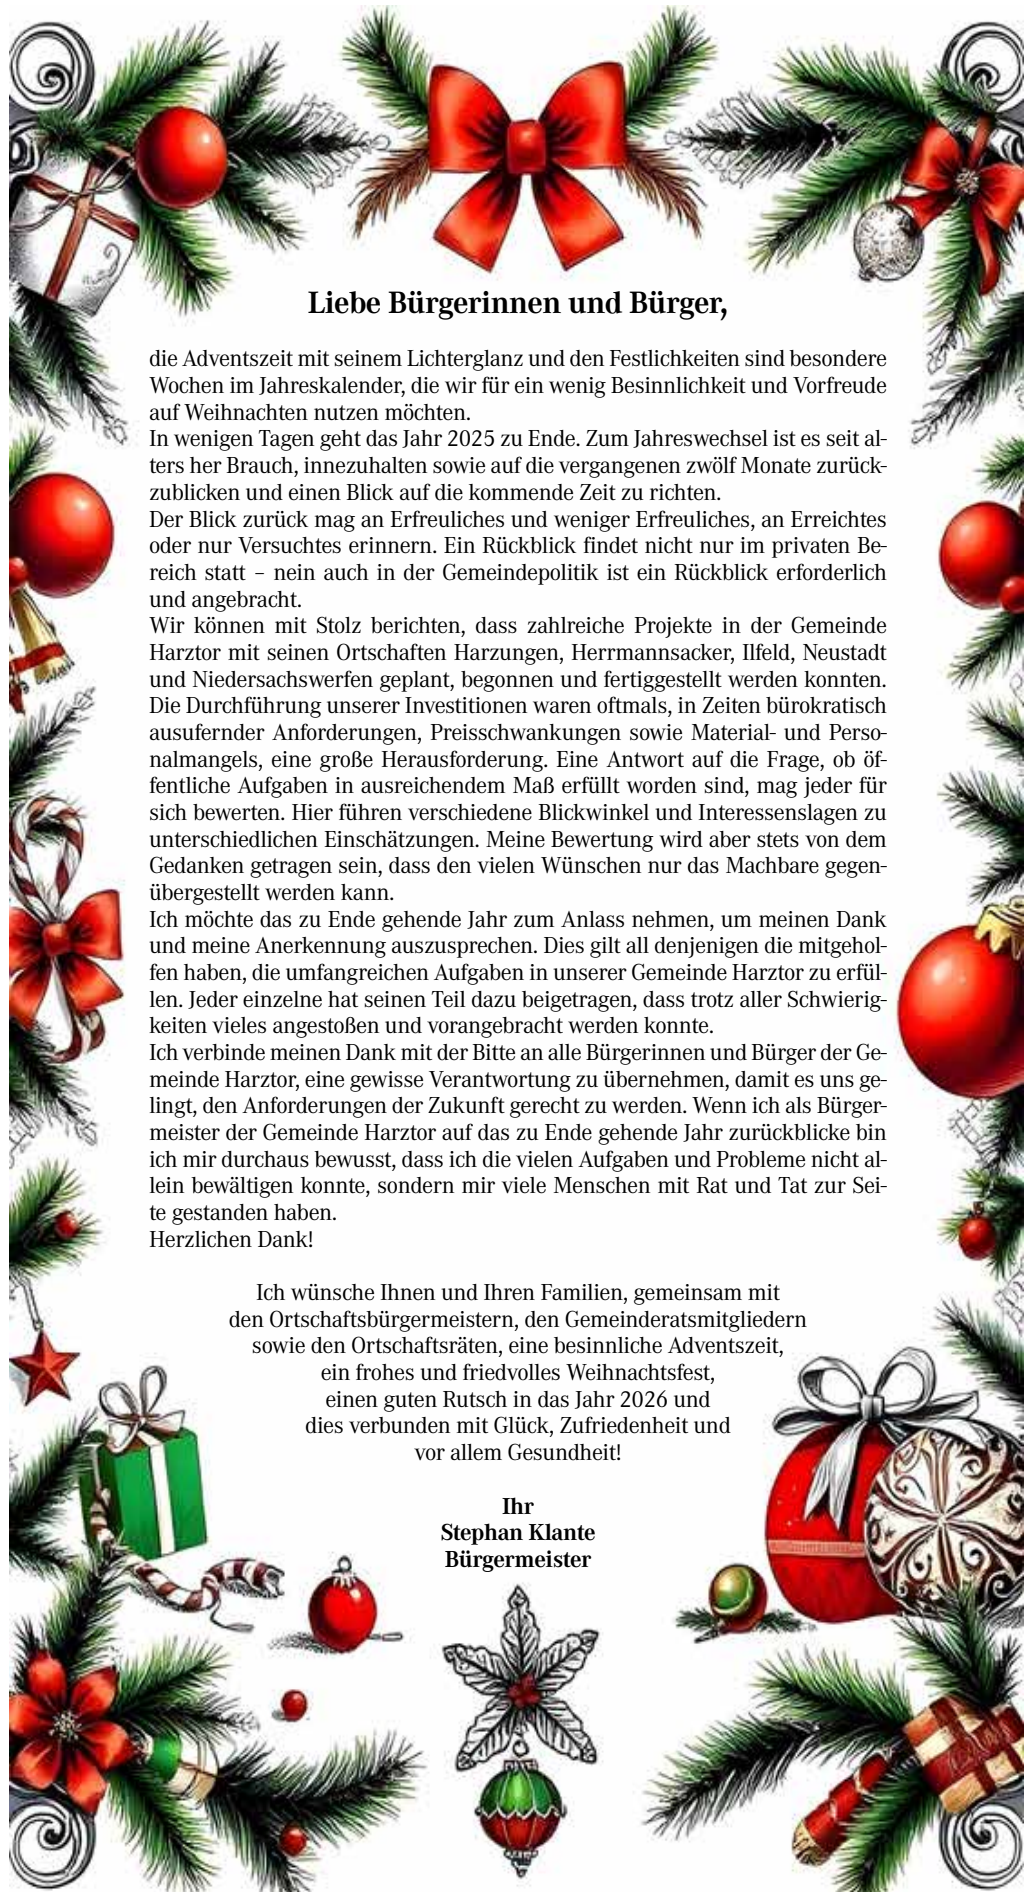 Liebe Bürgerinnen und Bürger,
die Adventszeit mit seinem Lichterglanz und den Festlichkeiten sind besondere
Wochen im Jahreskalender, die wir für ein wenig Besinnlichkeit und Vorfreude
auf Weihnachten nutzen möchten.
In wenigen Tagen geht das Jahr 2025 zu Ende. Zum Jahreswechsel ist es seit al-
ters her Brauch, innezuhalten sowie auf die vergangenen zwölf Monate zurück-
zublicken und einen Blick auf die kommende Zeit zu richten.
Der Blick zurück mag an Erfreuliches und weniger Erfreuliches, an Erreichtes
oder nur Versuchtes erinnern. Ein Rückblick findet nicht nur im privaten Be-
reich statt – nein auch in der Gemeindepolitik ist ein Rückblick erforderlich
und angebracht.
Wir können mit Stolz berichten, dass zahlreiche Projekte in der Gemeinde
Harztor mit seinen Ortschaften Harzungen, Herrmannsacker, Ilfeld, Neustadt
und Niedersachswerfen geplant, begonnen und fertiggestellt werden konnten.
Die Durchführung unserer Investitionen waren oftmals, in Zeiten bürokratisch
ausufernder Anforderungen, Preisschwankungen sowie Material- und Perso-
nalmangels, eine große Herausforderung. Eine Antwort auf die Frage, ob öf-
fentliche Aufgaben in ausreichendem Maß erfüllt worden sind, mag jeder für
sich bewerten. Hier führen verschiedene Blickwinkel und Interessenslagen zu
unterschiedlichen Einschätzungen. Meine Bewertung wird aber stets von dem
Gedanken getragen sein, dass den vielen Wünschen nur das Machbare gegen-
übergestellt werden kann.
Ich möchte das zu Ende gehende Jahr zum Anlass nehmen, um meinen Dank
und meine Anerkennung auszusprechen. Dies gilt all denjenigen die mitgehol-
fen haben, die umfangreichen Aufgaben in unserer Gemeinde Harztor zu erfül-
len. Jeder einzelne hat seinen Teil dazu beigetragen, dass trotz aller Schwierig-
keiten vieles angestoßen und vorangebracht werden konnte.
Ich verbinde meinen Dank mit der Bitte an alle Bürgerinnen und Bürger der Ge-
meinde Harztor, eine gewisse Verantwortung zu übernehmen, damit es uns ge-
lingt, den Anforderungen der Zukunft gerecht zu werden. Wenn ich als Bürger-
meister der Gemeinde Harztor auf das zu Ende gehende Jahr zurückblicke bin
ich mir durchaus bewusst, dass ich die vielen Aufgaben und Probleme nicht al-
lein bewältigen konnte, sondern mir viele Menschen mit Rat und Tat zur Sei-
te gestanden haben.
Herzlichen Dank!
Ich wünsche Ihnen und Ihren Familien, gemeinsam mit
den Ortschaftsbürgermeistern, den Gemeinderatsmitgliedern
sowie den Ortschaftsräten, eine besinnliche Adventszeit,
ein frohes und friedvolles Weihnachtsfest,
einen guten Rutsch in das Jahr 2026 und
dies verbunden mit Glück, Zufriedenheit und
vor allem Gesundheit!
Ihr
Stephan Klante
Bürgermeister